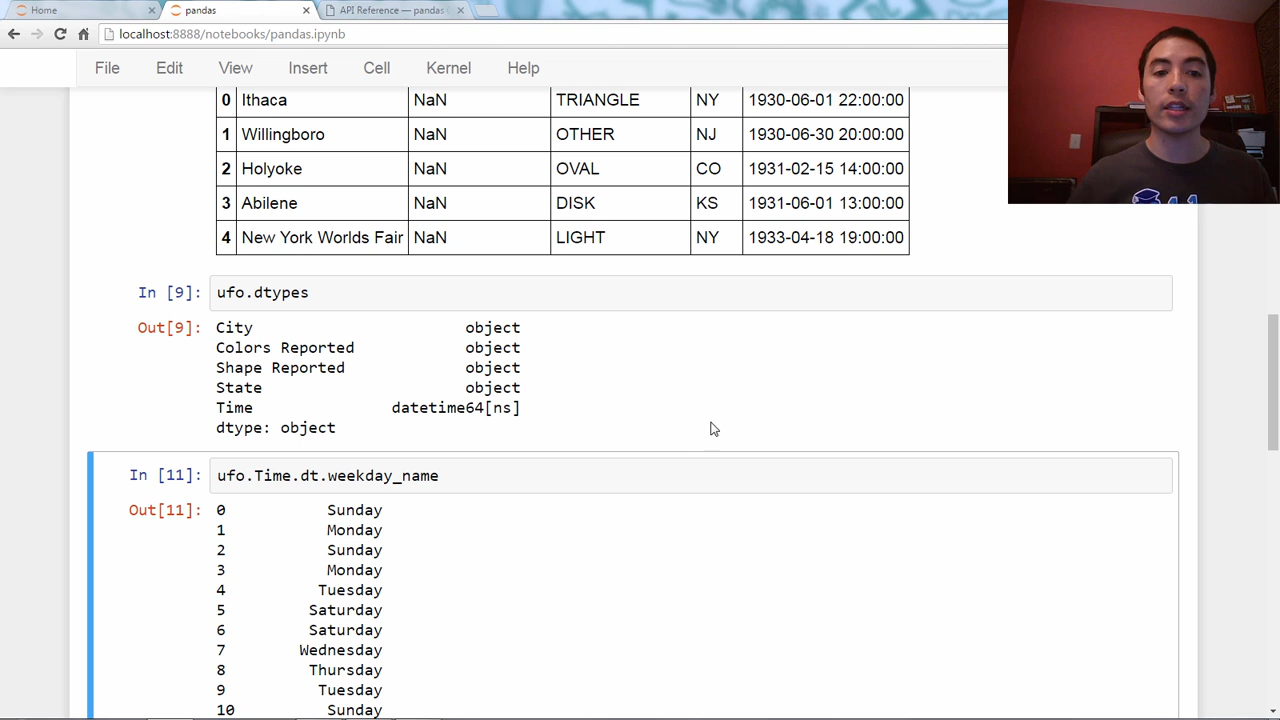 Home
pandas
API Reference — pandas
localhost:8888/notebooks/pandas.ipynb
File Edit View Insert Cell Kernel Help
0 Ithaca NaN TRIANGLE NY 1930-06-01 22:00:00
1 Willingboro NaN OTHER NJ 1930-06-30 20:00:00
2 Holyoke NaN OVAL CO 1931-02-15 14:00:00
3 Abilene NaN DISK KS 1931-06-01 13:00:00
4 New York Worlds Fair NaN LIGHT NY 1933-04-18 19:00:00
In [9]: ufo.dtypes
Out[9]: City object
Colors Reported object
Shape Reported object
State object
Time datetime64[ns]
dtype: object
In [11]: ufo.Time.dt.weekday_name
Out[11]: 0 Sunday
1 Monday
2 Sunday
3 Monday
4 Tuesday
5 Saturday
6 Saturday
7 Wednesday
8 Thursday
9 Tuesday
10 Sunday